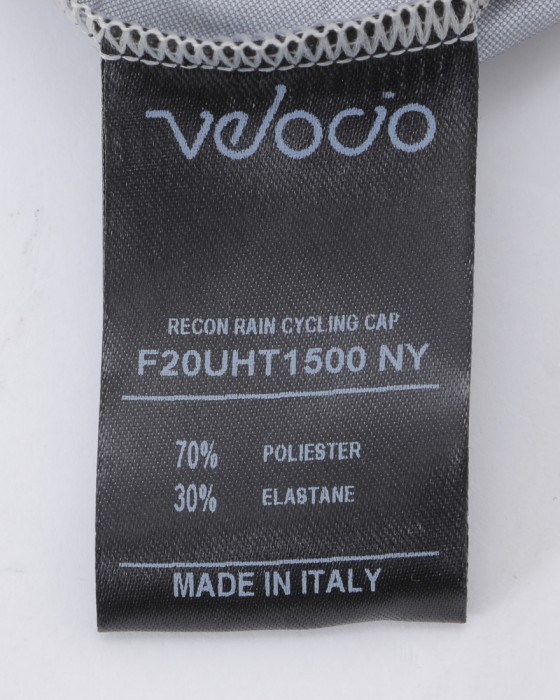 velocio
RECON RAIN CYCLING CAP
F20UHT1500 NY
70% POLIESTER
30% ELASTANE
MADE IN ITALY